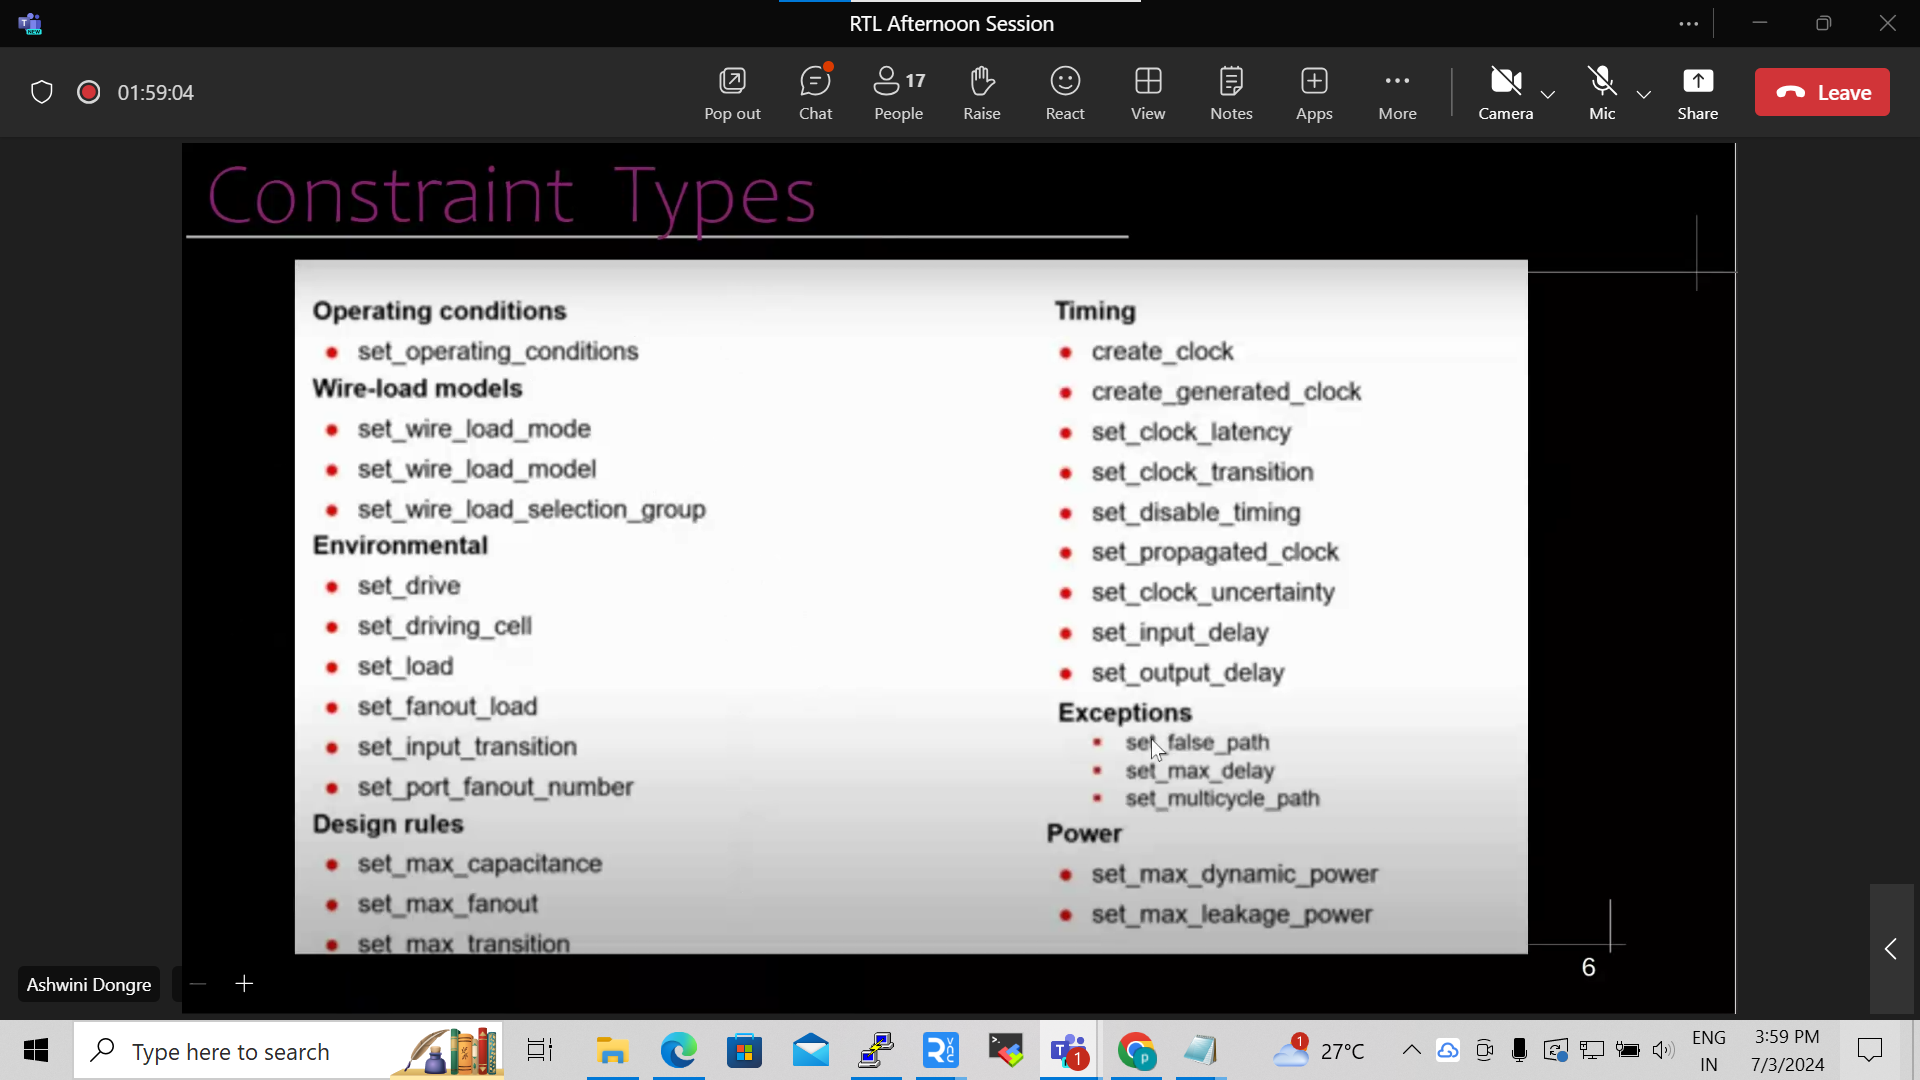 RTL Afternoon Session
01:59:04
Pop out
Chat
17
People
Raise
React
View
Notes
Apps
More
Camera
Mic
Share
Leave
Constraint Types
Operating conditions
set_operating_conditions
Wire-load models
set_wire_load_mode
set_wire_load_model
set_wire_load_selection_group
Environmental
set_drive
set_driving_cell
set_load
set_fanout_load
set_input_transition
set_port_fanout_number
Design rules
set_max_capacitance
set_max_fanout
set_max_transition
Timing
create_clock
create_generated_clock
set_clock_latency
set_clock_transition
set_disable_timing
set_propagated_clock
set_clock_uncertainty
set_input_delay
set_output_delay
Exceptions
set_false_path
set_max_delay
set_multicycle_path
Power
set_max_dynamic_power
set_max_leakage_power
6
Ashwini Dongre
Type here to search
1
1
27°C
ENG
IN
3:59 PM
7/3/2024